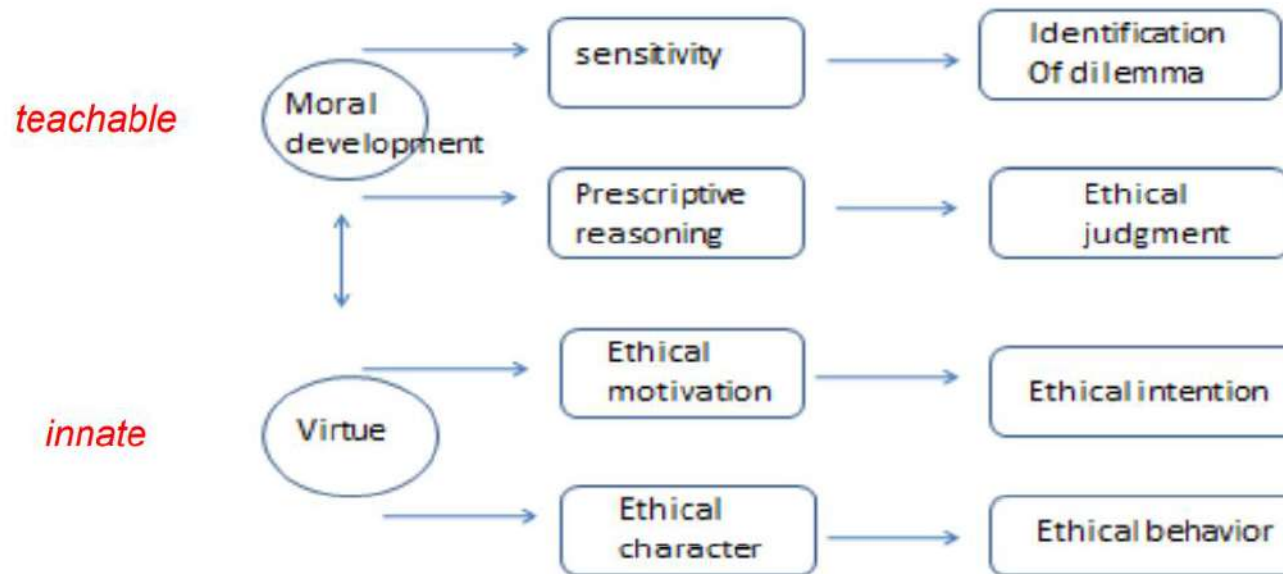 sensitivity
Identification
Of dilemma
teachable
Moral
development
Prescriptive
reasoning
Ethical
judgment
Ethical
motivation
Ethical intention
innate
Virtue
Ethical
character
Ethical behavior